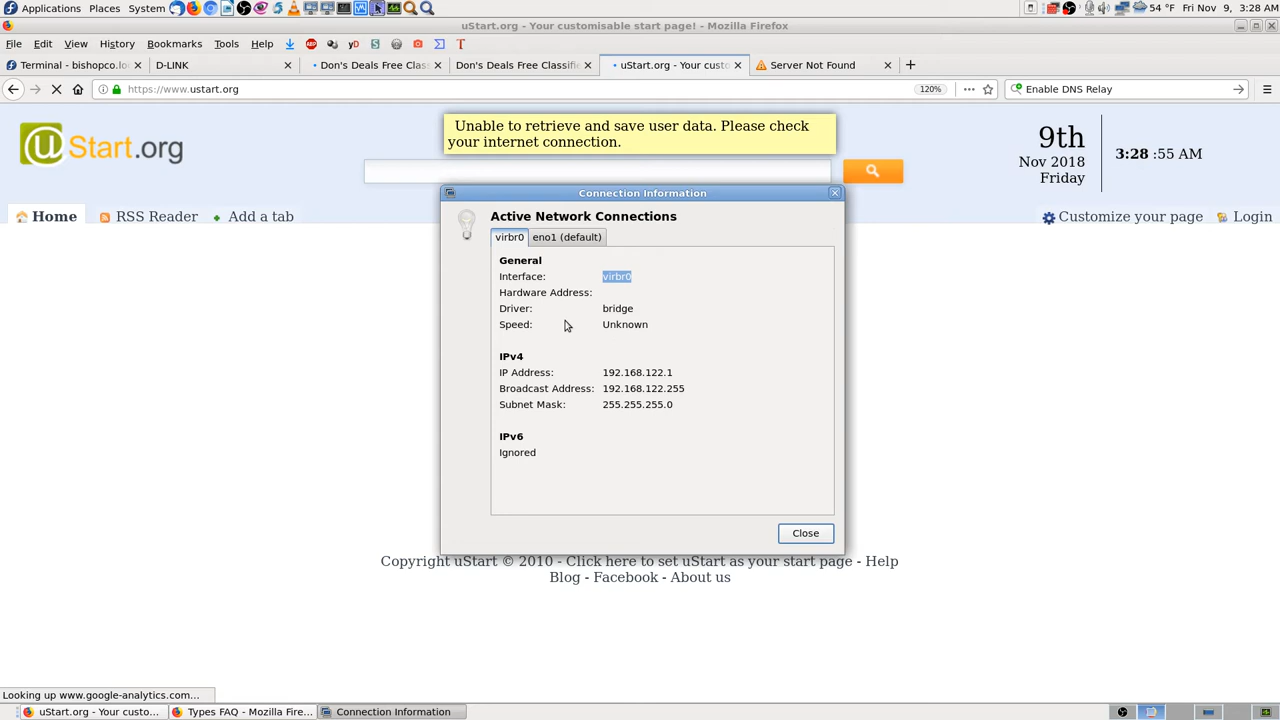 Applications Places System 54 °F Fri Nov 9, 3:28 AM
uStart.org - Your customisable start page! - Mozilla Firefox
File Edit View History Bookmarks Tools Help
Terminal - bishopco.lo D-LINK Don's Deals Free Classi Don's Deals Free Classifi uStart.org - Your custo Server Not Found
https://www.ustart.org 120% Enable DNS Relay
Unable to retrieve and save user data. Please check
your internet connection.
uStart.org
9th
Nov 2018
Friday
3:28 :55 AM
Home RSS Reader Add a tab Customize your page Login
Connection Information
Active Network Connections
virbr0 eno1 (default)
General
Interface: virbr0
Hardware Address:
Driver: bridge
Speed: Unknown
IPv4
IP Address: 192.168.122.1
Broadcast Address: 192.168.122.255
Subnet Mask: 255.255.255.0
IPv6
Ignored
Close
Copyright uStart © 2010 - Click here to set uStart as your start page - Help
Blog - Facebook - About us
Looking up www.google-analytics.com...
uStart.org - Your custo... Types FAQ - Mozilla Fire... Connection Information